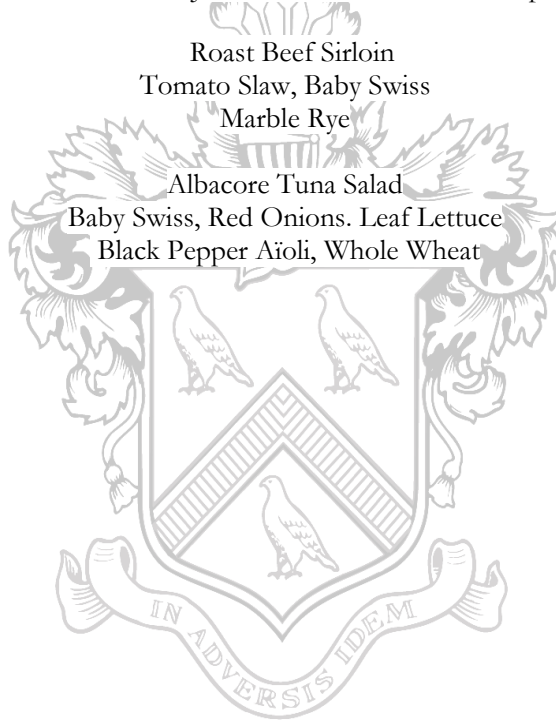 Roast Beef Sirloin
Tomato Slaw, Baby Swiss
Marble Rye
Albacore Tuna Salad
Baby Swiss, Red Onions. Leaf Lettuce
Black Pepper Aïoli, Whole Wheat
IN ADVERSIS IDEM